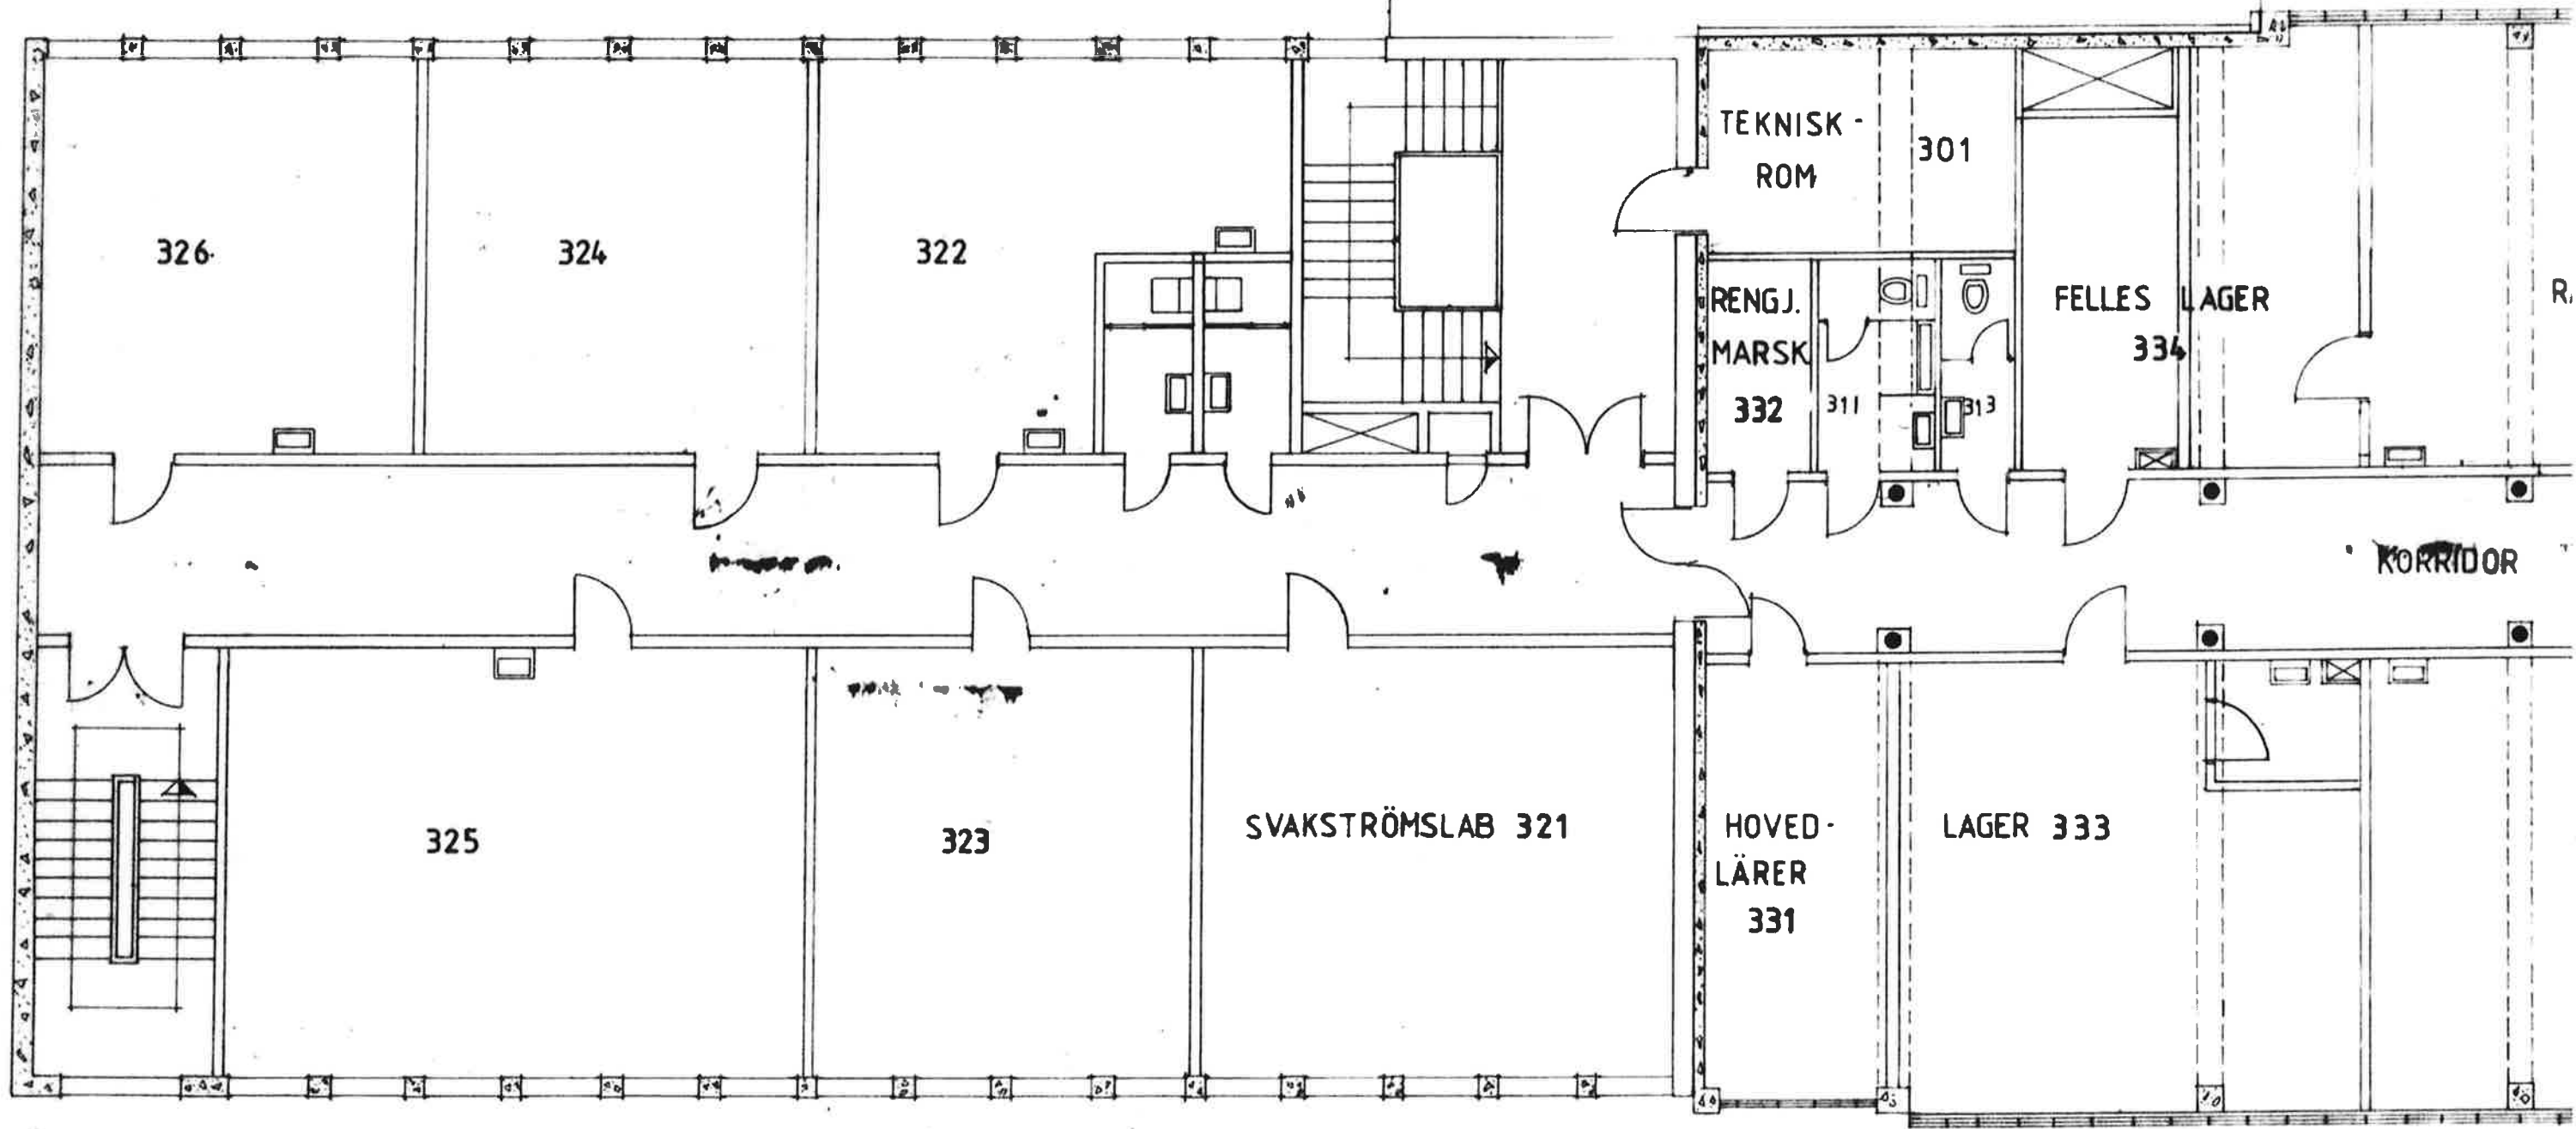 TEKNISK-
ROM
301
326
324
322
RENGJ.
MARSK
332
311
313
FELLES LAGER
334
KORRIDOR
325
323
SVAKSTRÖMSLAB 321
HOVED-
LÄRER
331
LAGER 333